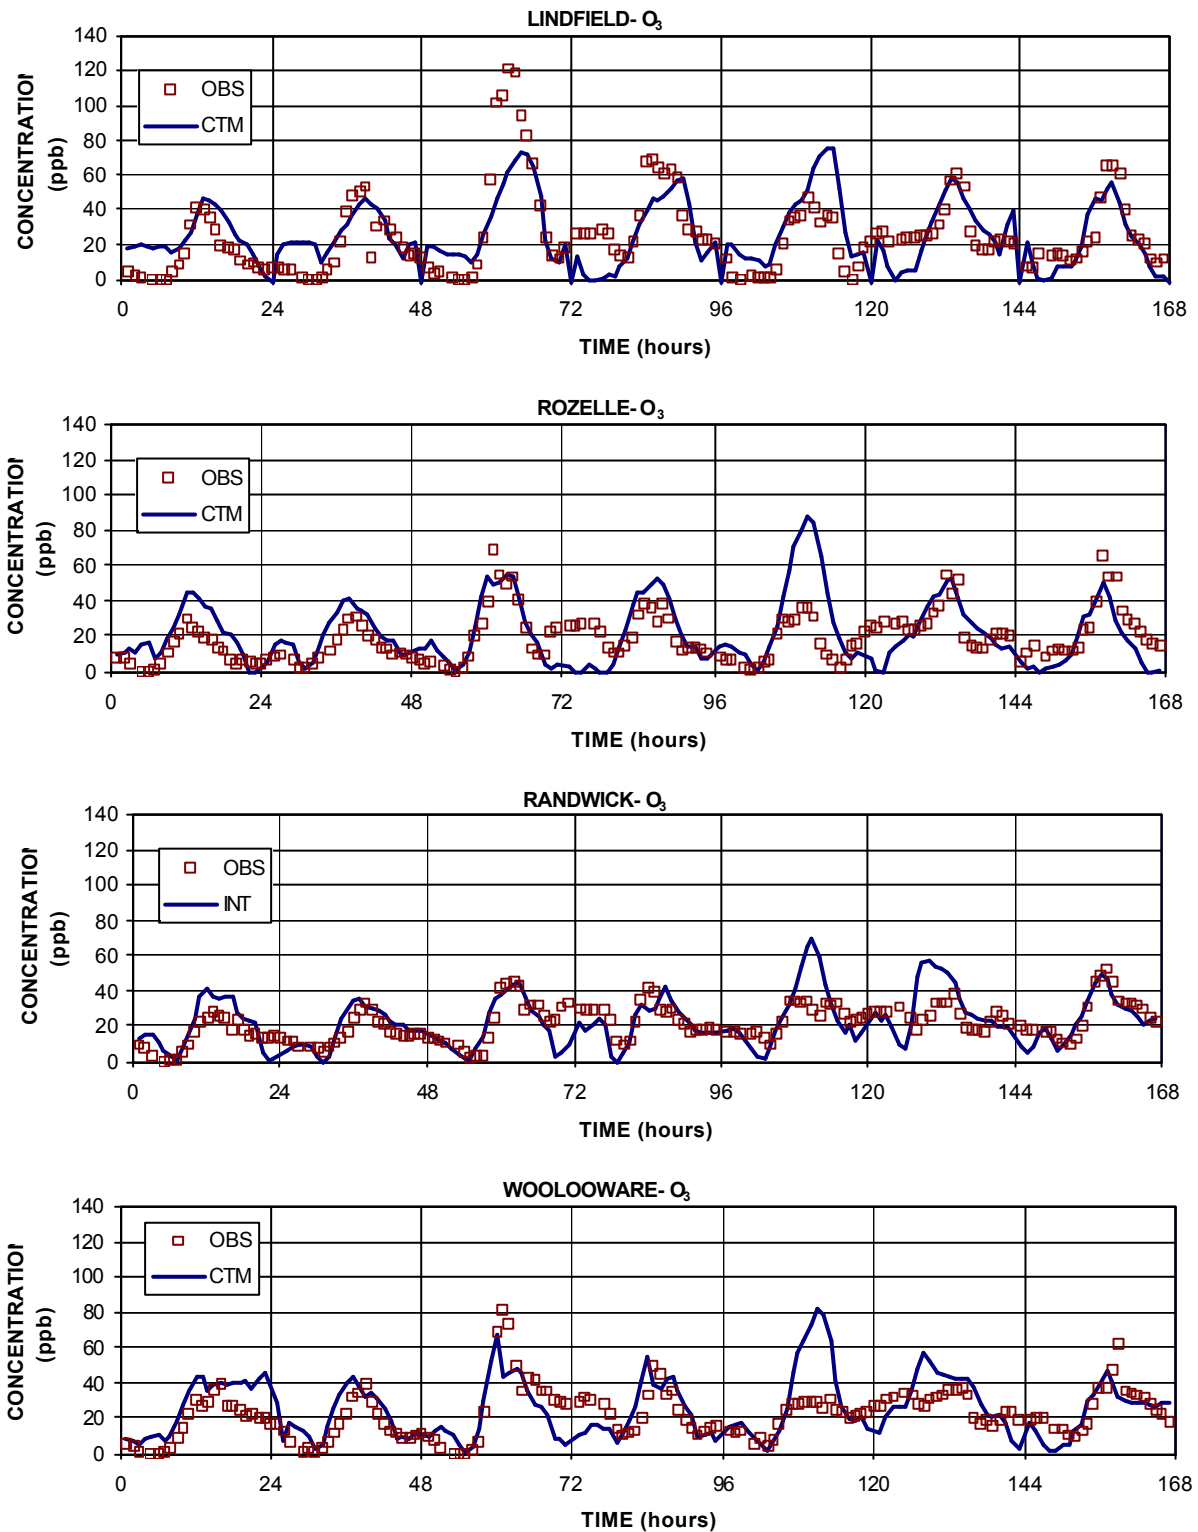 LINDFIELD- O3
140
120
100
80
60
40
20
0
CONCENTRATION
(ppb)
OBS
CTM
0 24 48 72 96 120 144 168
TIME (hours)
ROZELLE- O3
140
120
100
80
60
40
20
0
CONCENTRATION
(ppb)
OBS
CTM
0 24 48 72 96 120 144 168
TIME (hours)
RANDWICK- O3
140
120
100
80
60
40
20
0
CONCENTRATION
(ppb)
OBS
INT
0 24 48 72 96 120 144 168
TIME (hours)
WOOLOOWARE- O3
140
120
100
80
60
40
20
0
CONCENTRATION
(ppb)
OBS
CTM
0 24 48 72 96 120 144 168
TIME (hours)